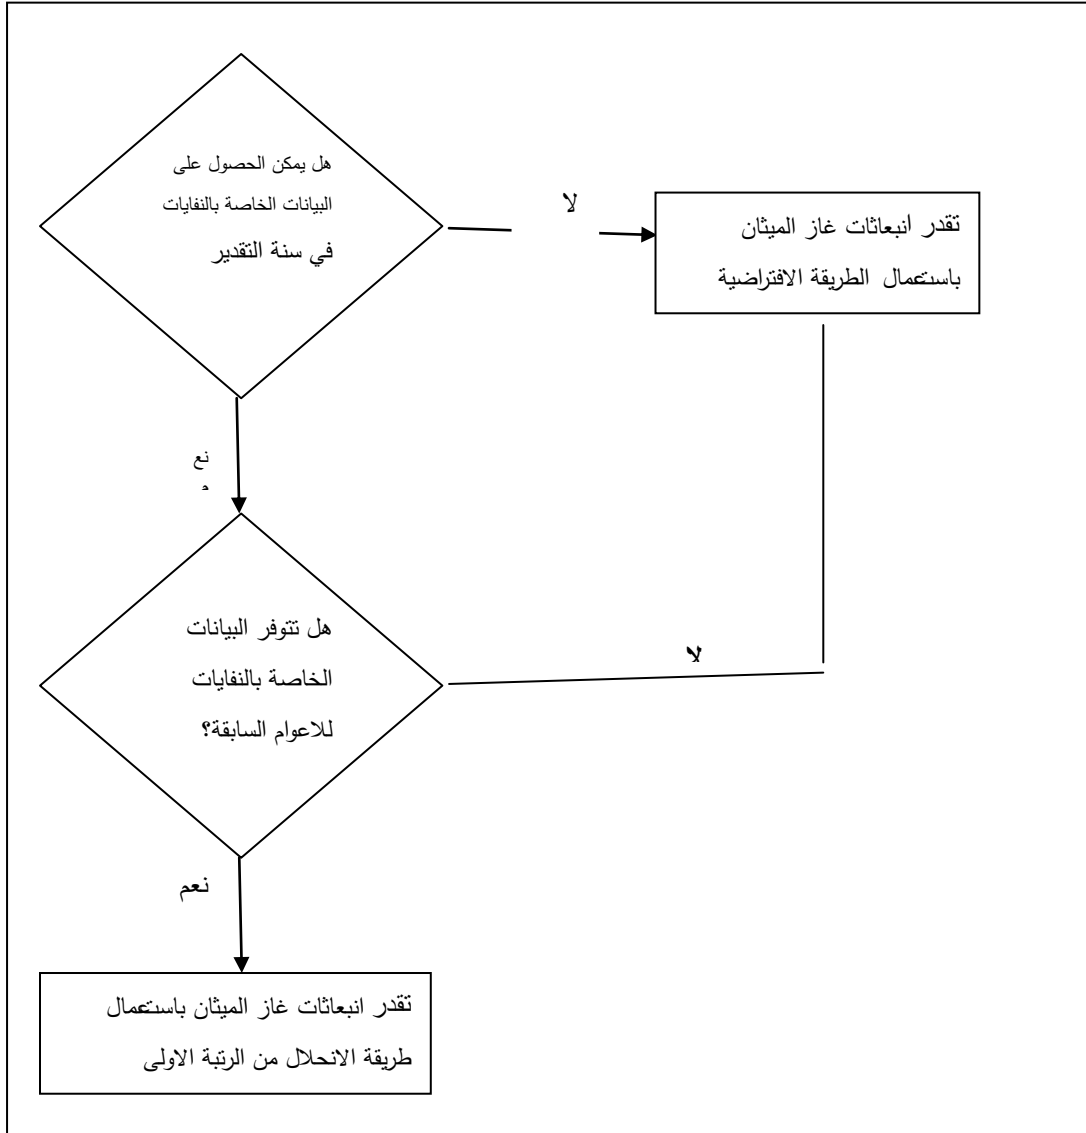 هل يمكن الحصول على
البيانات الخاصة بالنفايات
في سنة التقدير
لا
تقدر انبعاثات غاز الميثان
باستعمال الطريقة الافتراضية
نع
م
هل تتوفر البيانات
الخاصة بالنفايات
للاعوام السابقة؟
لا
نعم
تقدر انبعاثات غاز الميثان باستعمال
طريقة الانحلال من الرتبة الاولى